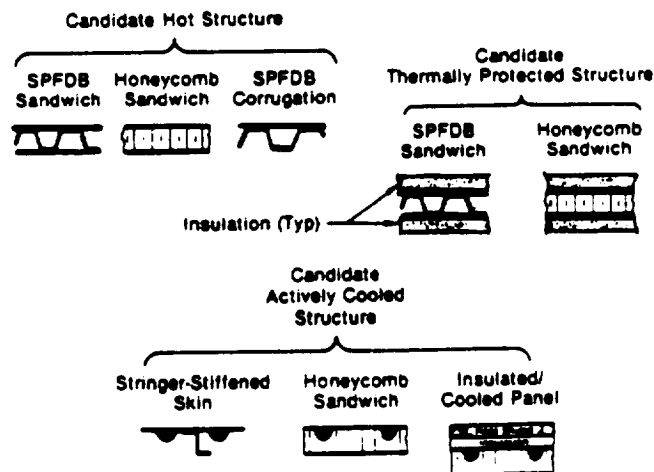 Candidate Hot Structure
SPFDB Honeycomb SPFDB
Sandwich Sandwich Corrugation
Candidate
Thermally Protected Structure
SPFDB Honeycomb
Sandwich Sandwich
Insulation (Typ)
Candidate
Actively Cooled
Structure
Stringer-Stiffened Honeycomb Insulated/
Skin Sandwich Cooled Panel